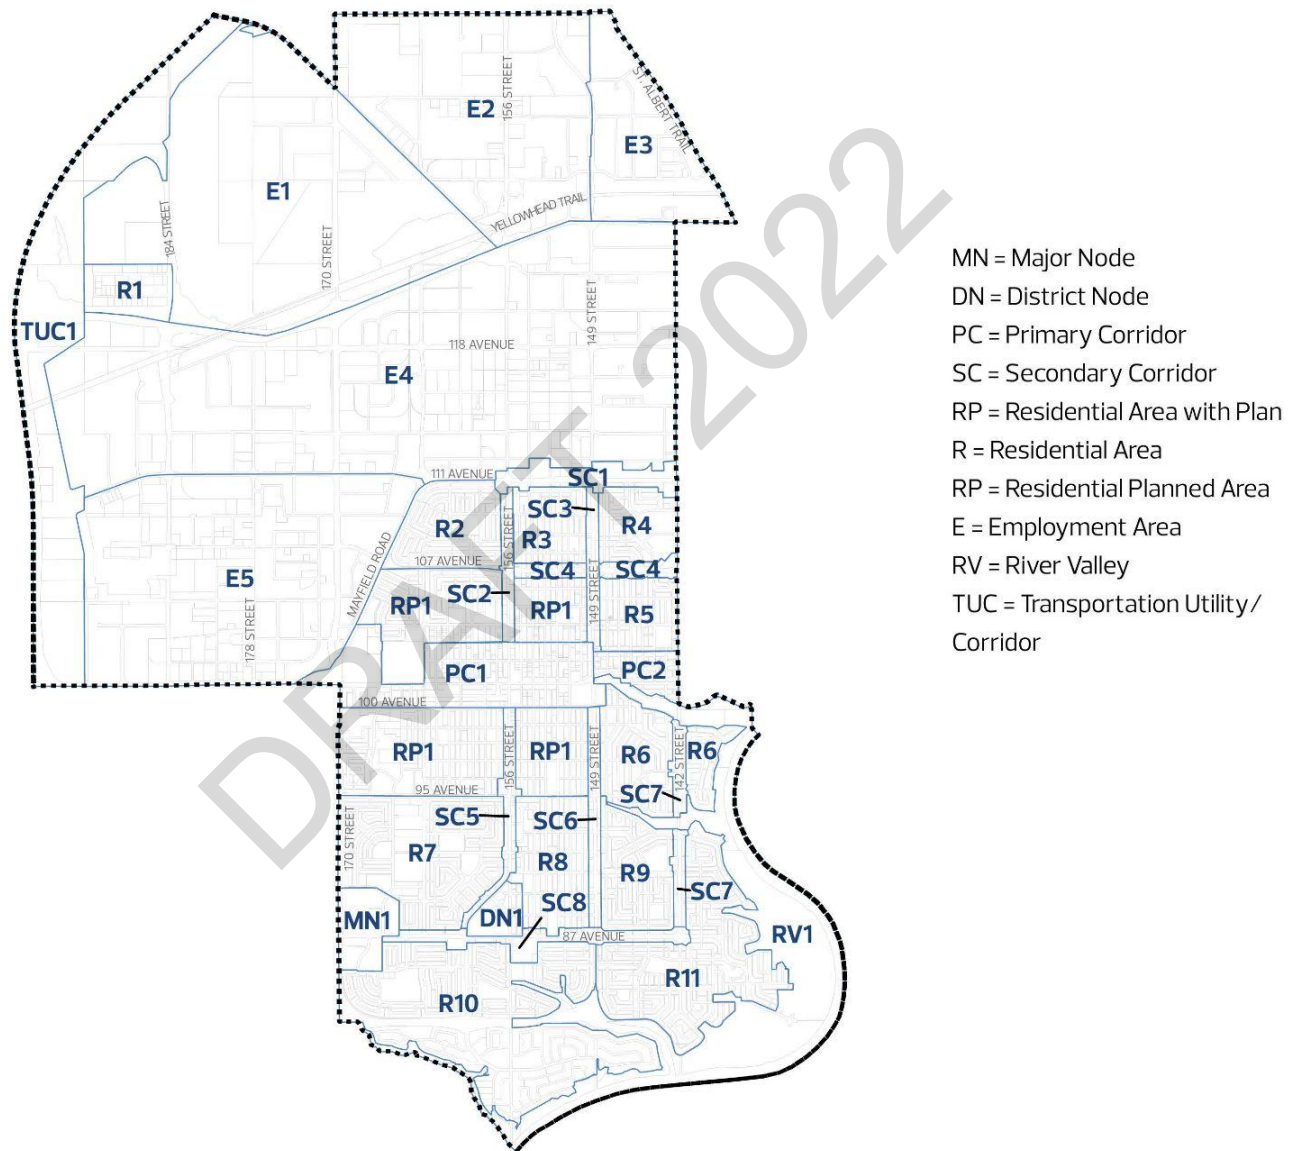 E2
156 STREET
ST. ALBERT TRAIL
E3
E1
184 STREET
170 STREET
YELLOWHEAD TRAIL
R1
TUC1
149 STREET
118 AVENUE
E4
111 AVENUE
SC1
SC3
R2
156 STREET
R3
R4
107 AVENUE
SC4
SC4
MAYFIELD ROAD
E5
178 STREET
RP1
SC2
RP1
149 STREET
R5
PC1
PC2
100 AVENUE
RP1
156 STREET
RP1
149 STREET
R6
142 STREET
R6
95 AVENUE
SC7
170 STREET
SC5
SC6
R7
R8
R9
SC7
SC8
MN1
DN1
87 AVENUE
RV1
R10
R11
DRAFT 2022
MN = Major Node
DN = District Node
PC = Primary Corridor
SC = Secondary Corridor
RP = Residential Area with Plan
R = Residential Area
RP = Residential Planned Area
E = Employment Area
RV = River Valley
TUC = Transportation Utility/
Corridor